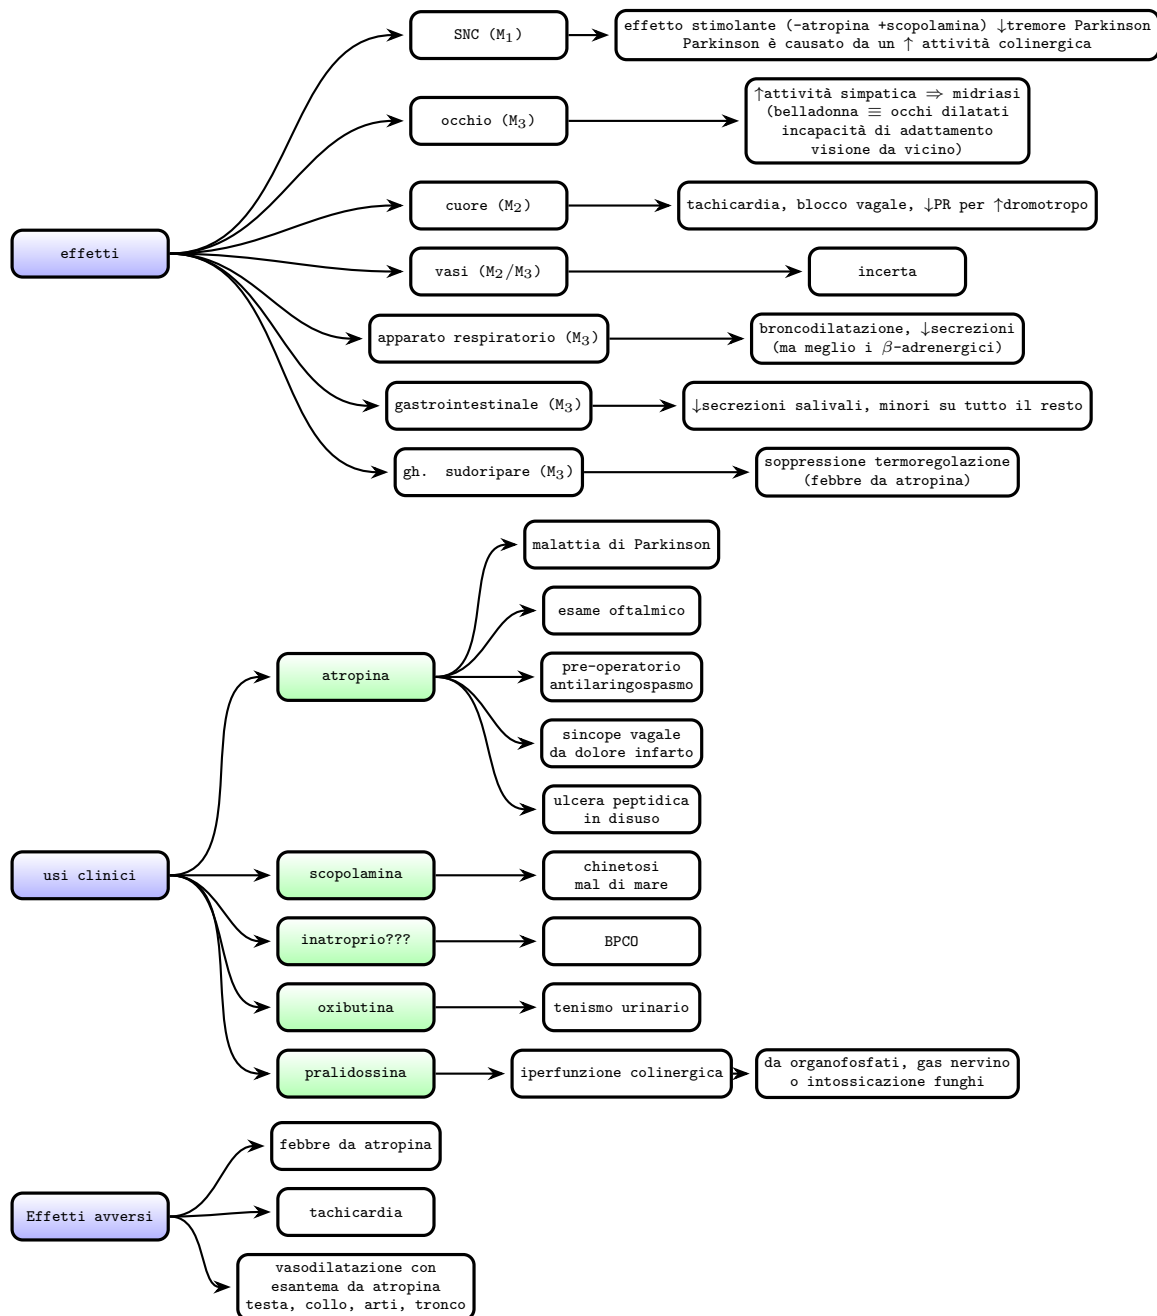 effetti
SNC (M1)
effetto stimolante (-atropina +scopolamina) ↓tremore Parkinson
Parkinson è causato da un ↑ attività colinergica
occhio (M3)
↑attività simpatica ⇒ midriasi
(belladonna ≡ occhi dilatati
incapacità di adattamento
visione da vicino)
cuore (M2)
tachicardia, blocco vagale, ↓PR per ↑dromotropo
vasi (M2/M3)
incerta
apparato respiratorio (M3)
broncodilatazione, ↓secrezioni
(ma meglio i β-adrenergici)
gastrointestinale (M3)
↓secrezioni salivali, minori su tutto il resto
gh. sudoripare (M3)
soppressione termoregolazione
(febbre da atropina)
usi clinici
atropina
malattia di Parkinson
esame oftalmico
pre-operatorio
antilaringospasmo
sincope vagale
da dolore infarto
ulcera peptidica
in disuso
scopolamina
chinetosi
mal di mare
inatroprio???
BPCO
oxibutina
tenismo urinario
pralidossina
iperfunzione colinergica
da organofosfati, gas nervino
o intossicazione funghi
Effetti avversi
febbre da atropina
tachicardia
vasodilatazione con
esantema da atropina
testa, collo, arti, tronco